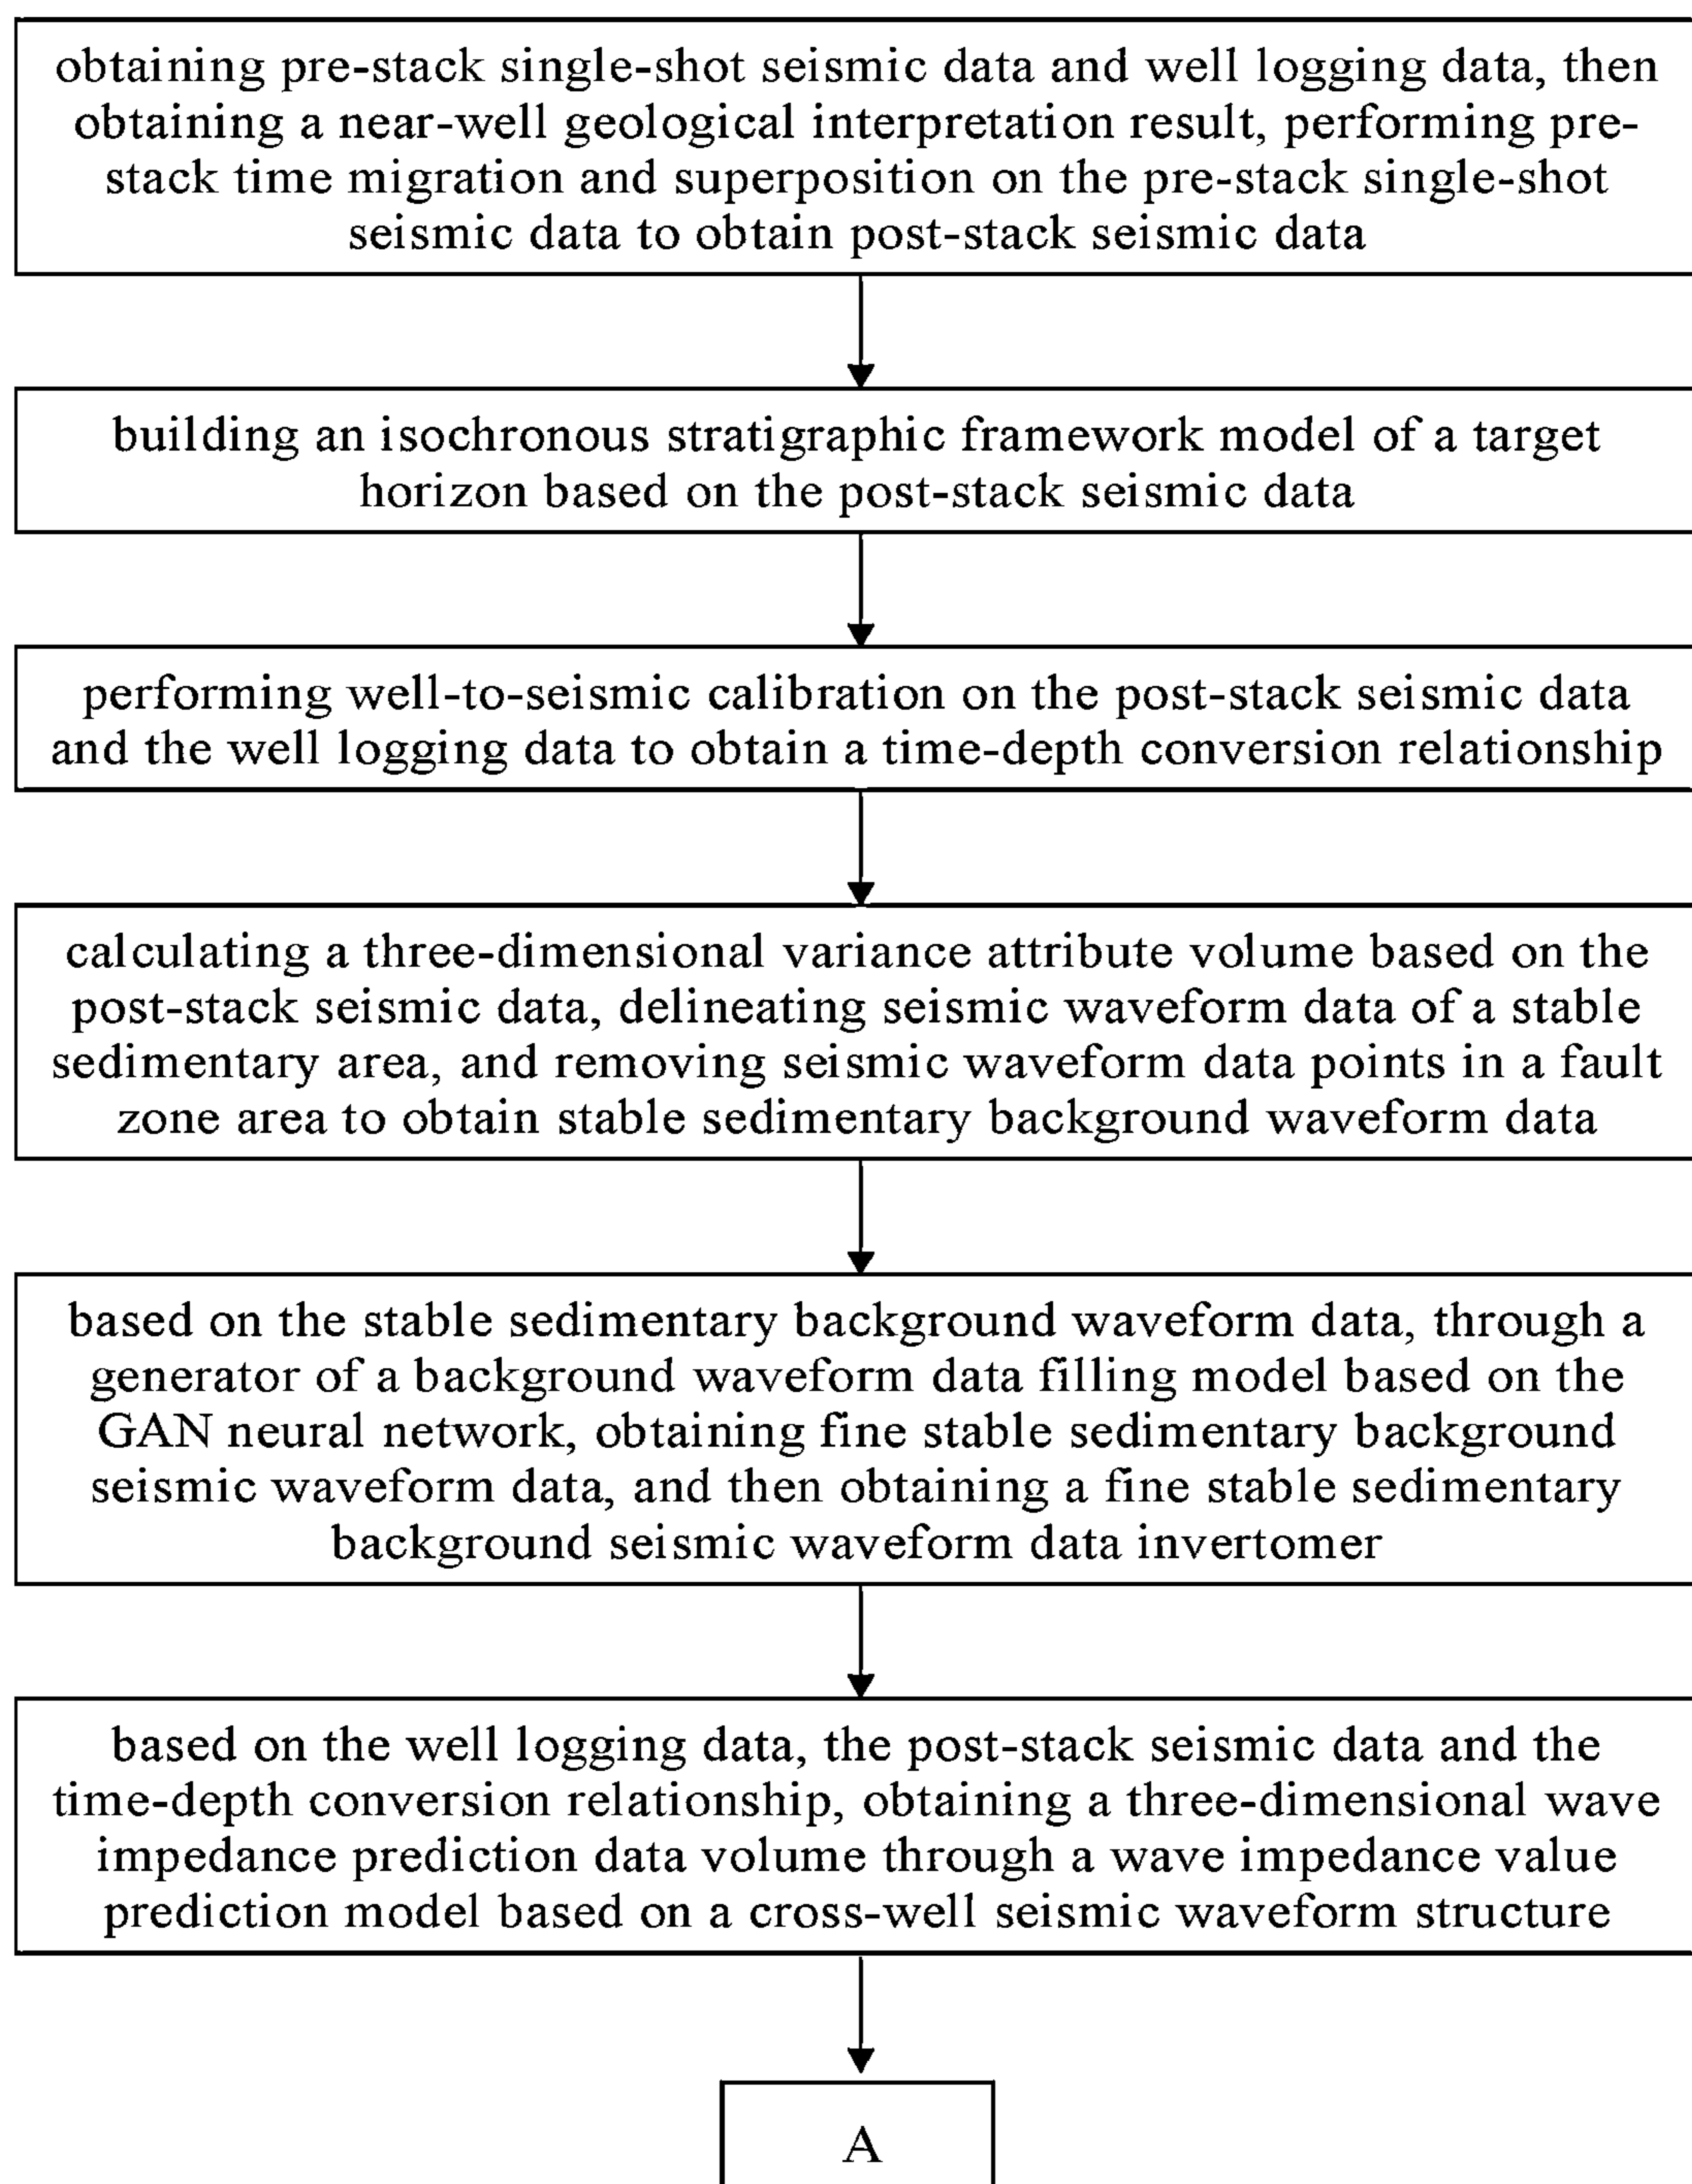 obtaining pre-stack single-shot seismic data and well logging data, then
obtaining a near-well geological interpretation result, performing pre-
stack time migration and superposition on the pre-stack single-shot
seismic data to obtain post-stack seismic data
building an isochronous stratigraphic framework model of a target
horizon based on the post-stack seismic data
performing well-to-seismic calibration on the post-stack seismic data
and the well logging data to obtain a time-depth conversion relationship
calculating a three-dimensional variance attribute volume based on the
post-stack seismic data, delineating seismic waveform data of a stable
sedimentary area, and removing seismic waveform data points in a fault
zone area to obtain stable sedimentary background waveform data
based on the stable sedimentary background waveform data, through a
generator of a background waveform data filling model based on the
GAN neural network, obtaining fine stable sedimentary background
seismic waveform data, and then obtaining a fine stable sedimentary
background seismic waveform data invertomer
based on the well logging data, the post-stack seismic data and the
time-depth conversion relationship, obtaining a three-dimensional wave
impedance prediction data volume through a wave impedance value
prediction model based on a cross-well seismic waveform structure
A